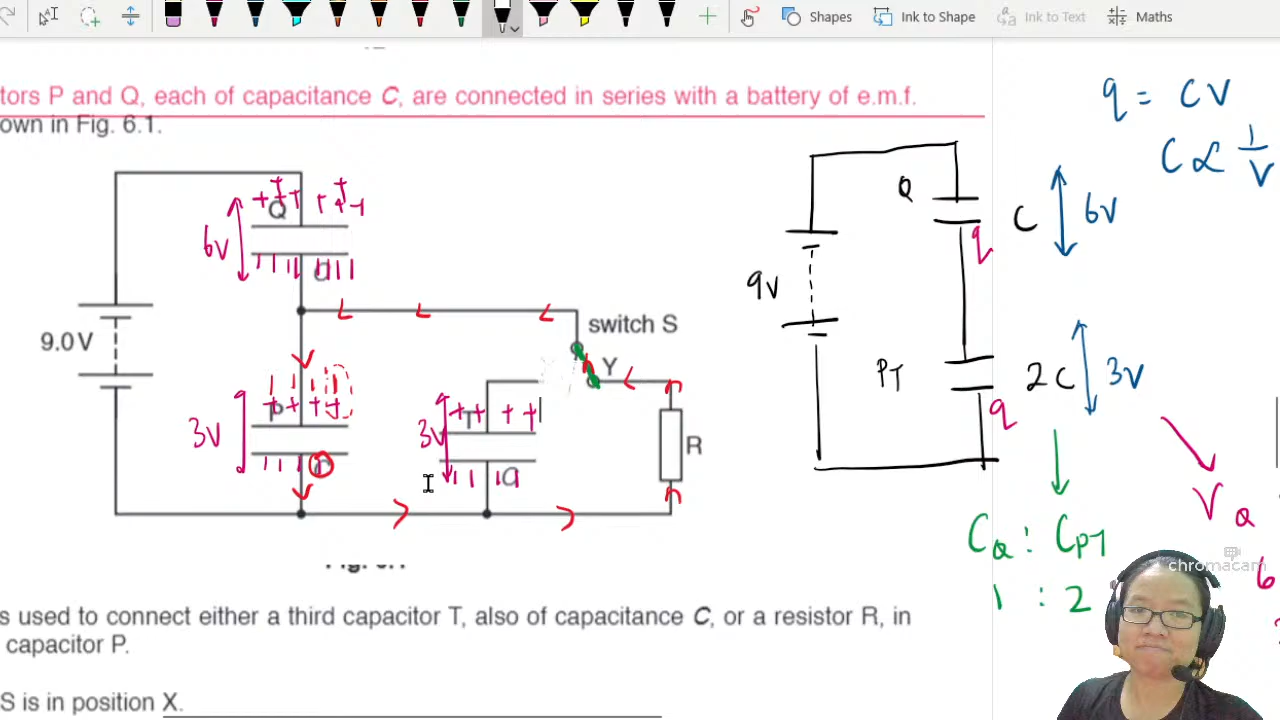 Shapes
Ink to Shape
Ink to Text
Maths
tors P and Q, each of capacitance C, are connected in series with a battery of e.m.f.
own in Fig. 6.1.
q = CV
C ∝ 1/V
Q
6V
C
9.0 V
switch S
Y
P
3V
T
3V
R
Q
q
C
6V
9V
PT
q
2C
3V
CQ : CPT
1 : 2
VQ
6
chromacam
s used to connect either a third capacitor T, also of capacitance C, or a resistor R, in
capacitor P.
S is in position X.